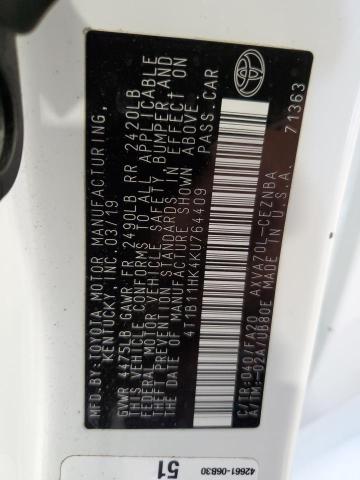 MFD.BY:TOYOTA MOTOR MANUFACTURING,
KENTUCKY, INC. 03/19
GVWR 4475LB GAWR FR 2490LB RR 2420LB
THIS VEHICLE CONFORMS TO ALL APPLICABLE
FEDERAL MOTOR VEHICLE SAFETY, BUMPER AND
THEFT PREVENTION STANDARDS IN EFFECT ON
THE DATE OF MANUFACTURE SHOWN ABOVE.
4T1B11HK4KU764409 PASS.CAR
C/TR:040/FA20 AXVA70L-CEZNBA
A/TM:-02A/UB80E MADE IN U.S.A.
71363
42661-06B30
51